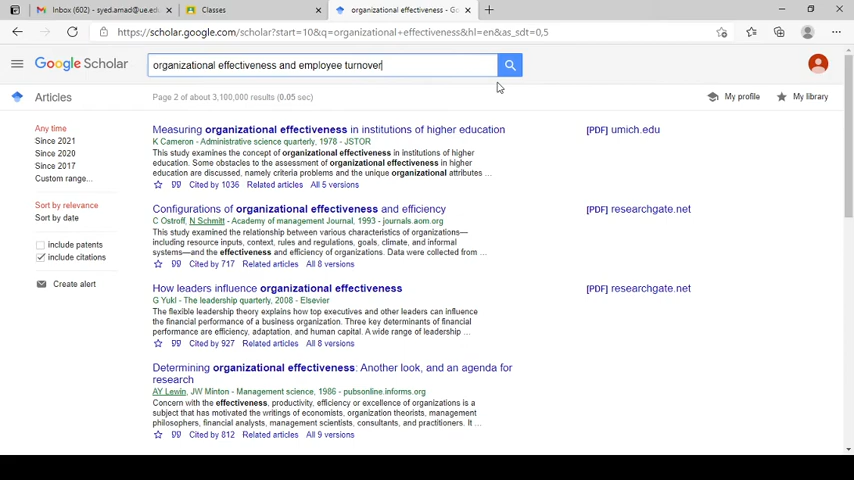 Inbox (602) - syed.amad@ue.ed
Classes
organizational effectiveness - Go
https://scholar.google.com/scholar?start=10&q=organizational+effectiveness&hl=en&as_sdt=0,5
Google Scholar
organizational effectiveness and employee turnover
Articles
Page 2 of about 3,100,000 results (0.05 sec)
My profile
My library
Any time
Since 2021
Since 2020
Since 2017
Custom range...
Sort by relevance
Sort by date
include patents
include citations
Create alert
Measuring organizational effectiveness in institutions of higher education
[PDF] umich.edu
K Cameron - Administrative science quarterly, 1978 - JSTOR
This study examines the concept of organizational effectiveness in institutions of higher
education. Some obstacles to the assessment of organizational effectiveness in higher
education are discussed, namely criteria problems and the unique organizational attributes ...
Cited by 1036 Related articles All 5 versions
Configurations of organizational effectiveness and efficiency
[PDF] researchgate.net
C Ostroff, N Schmitt - Academy of management Journal, 1993 - journals.aom.org
This study examined the relationship between various characteristics of organizations—
including resource inputs, context, rules and regulations, goals, climate, and informal
systems—and the effectiveness and efficiency of organizations. Data were collected from ...
Cited by 717 Related articles All 8 versions
How leaders influence organizational effectiveness
[PDF] researchgate.net
G Yukl - The leadership quarterly, 2008 - Elsevier
The flexible leadership theory explains how top executives and other leaders can influence
the financial performance of a business organization. Three key determinants of financial
performance are efficiency, adaptation, and human capital. A wide range of leadership ...
Cited by 927 Related articles All 8 versions
Determining organizational effectiveness: Another look, and an agenda for
research
AY Lewin, JW Minton - Management science, 1986 - pubsonline.informs.org
Concern with the effectiveness, productivity, efficiency or excellence of organizations is a
subject that has motivated the writings of economists, organization theorists, management
philosophers, financial analysts, management scientists, consultants, and practitioners. It ...
Cited by 812 Related articles All 9 versions